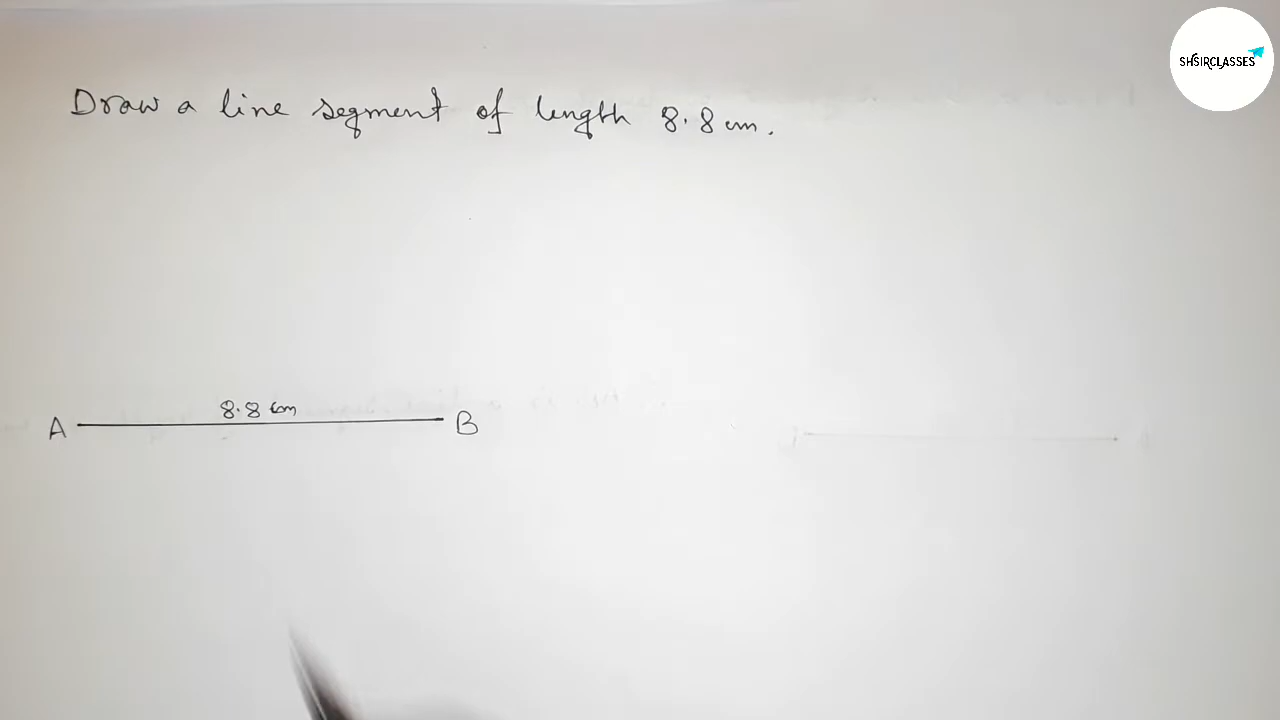 SHSIRCLASSES
Draw a line segment of length 8.8 cm.
8.8 cm
A B